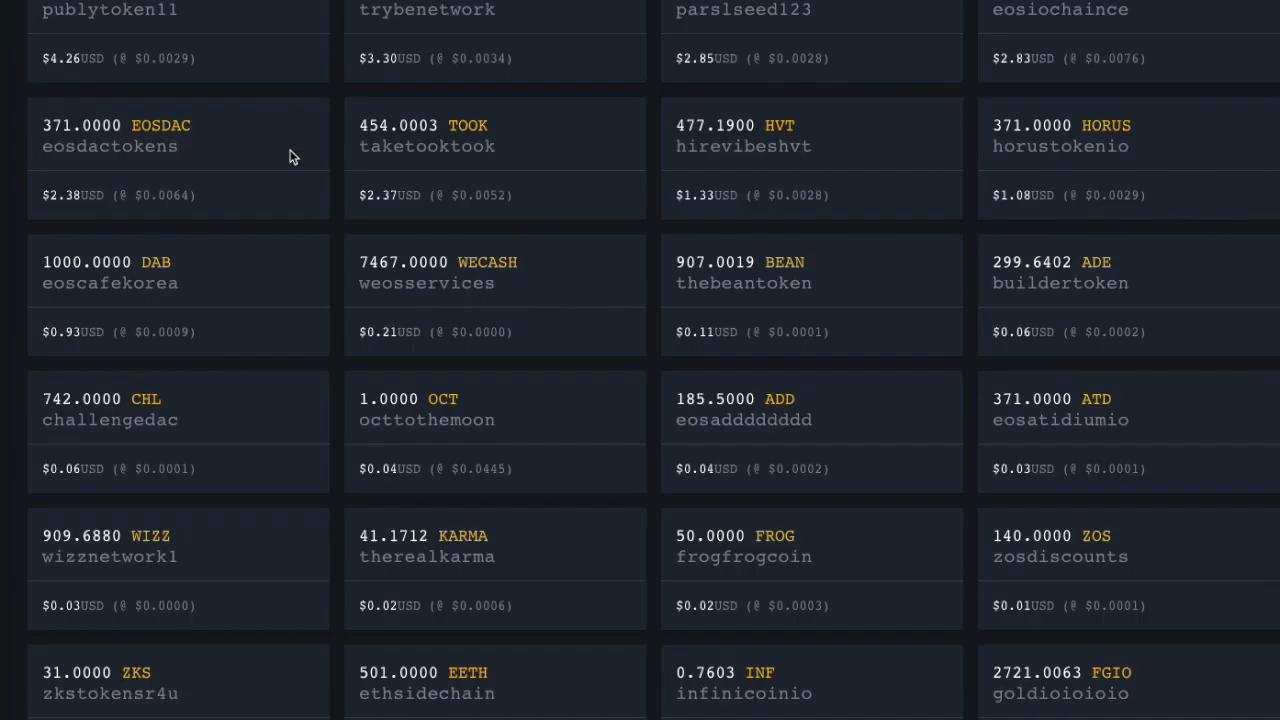 publytoken11
trybenetwork
parslseed123
eosiochaince
$4.26USD (@ $0.0029)
$3.30USD (@ $0.0034)
$2.85USD (@ $0.0028)
$2.83USD (@ $0.0076)
371.0000 EOSDAC
eosdactokens
$2.38USD (@ $0.0064)
454.0003 TOOK
taketooktook
$2.37USD (@ $0.0052)
477.1900 HVT
hirevibeshvt
$1.33USD (@ $0.0028)
371.0000 HORUS
horustokenio
$1.08USD (@ $0.0029)
1000.0000 DAB
eoscafekorea
$0.93USD (@ $0.0009)
7467.0000 WECASH
weosservices
$0.21USD (@ $0.0000)
907.0019 BEAN
thebeantoken
$0.11USD (@ $0.0001)
299.6402 ADE
buildertoken
$0.06USD (@ $0.0002)
742.0000 CHL
challengedac
$0.06USD (@ $0.0001)
1.0000 OCT
octtothemoon
$0.04USD (@ $0.0445)
185.5000 ADD
eosadddddddd
$0.04USD (@ $0.0002)
371.0000 ATD
eosatidiumio
$0.03USD (@ $0.0001)
909.6880 WIZZ
wizznetwork1
$0.03USD (@ $0.0000)
41.1712 KARMA
therealkarma
$0.02USD (@ $0.0006)
50.0000 FROG
frogfrogcoin
$0.02USD (@ $0.0003)
140.0000 ZOS
zosdiscounts
$0.01USD (@ $0.0001)
31.0000 ZKS
zkstokensr4u
501.0000 EETH
ethsidechain
0.7603 INF
infinicoinio
2721.0063 FGIO
goldioioioio